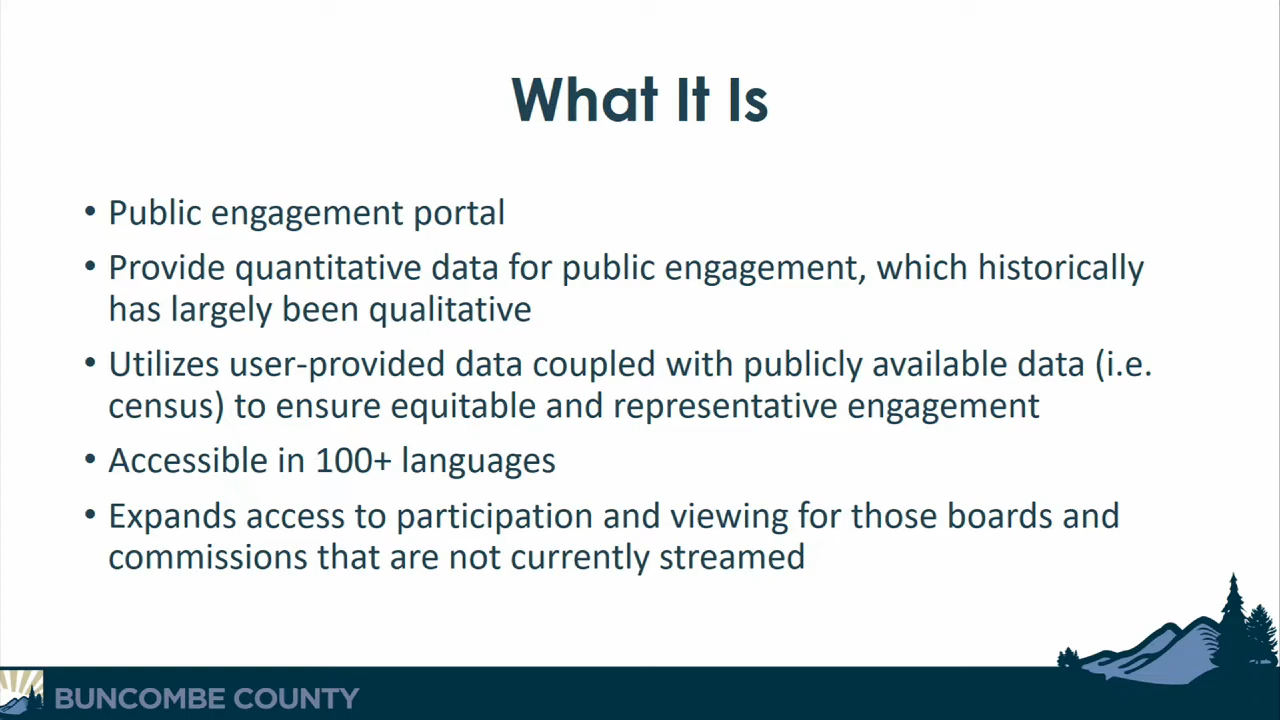 What It Is
• Public engagement portal
• Provide quantitative data for public engagement, which historically
has largely been qualitative
• Utilizes user-provided data coupled with publicly available data (i.e.
census) to ensure equitable and representative engagement
• Accessible in 100+ languages
• Expands access to participation and viewing for those boards and
commissions that are not currently streamed
BUNCOMBE COUNTY